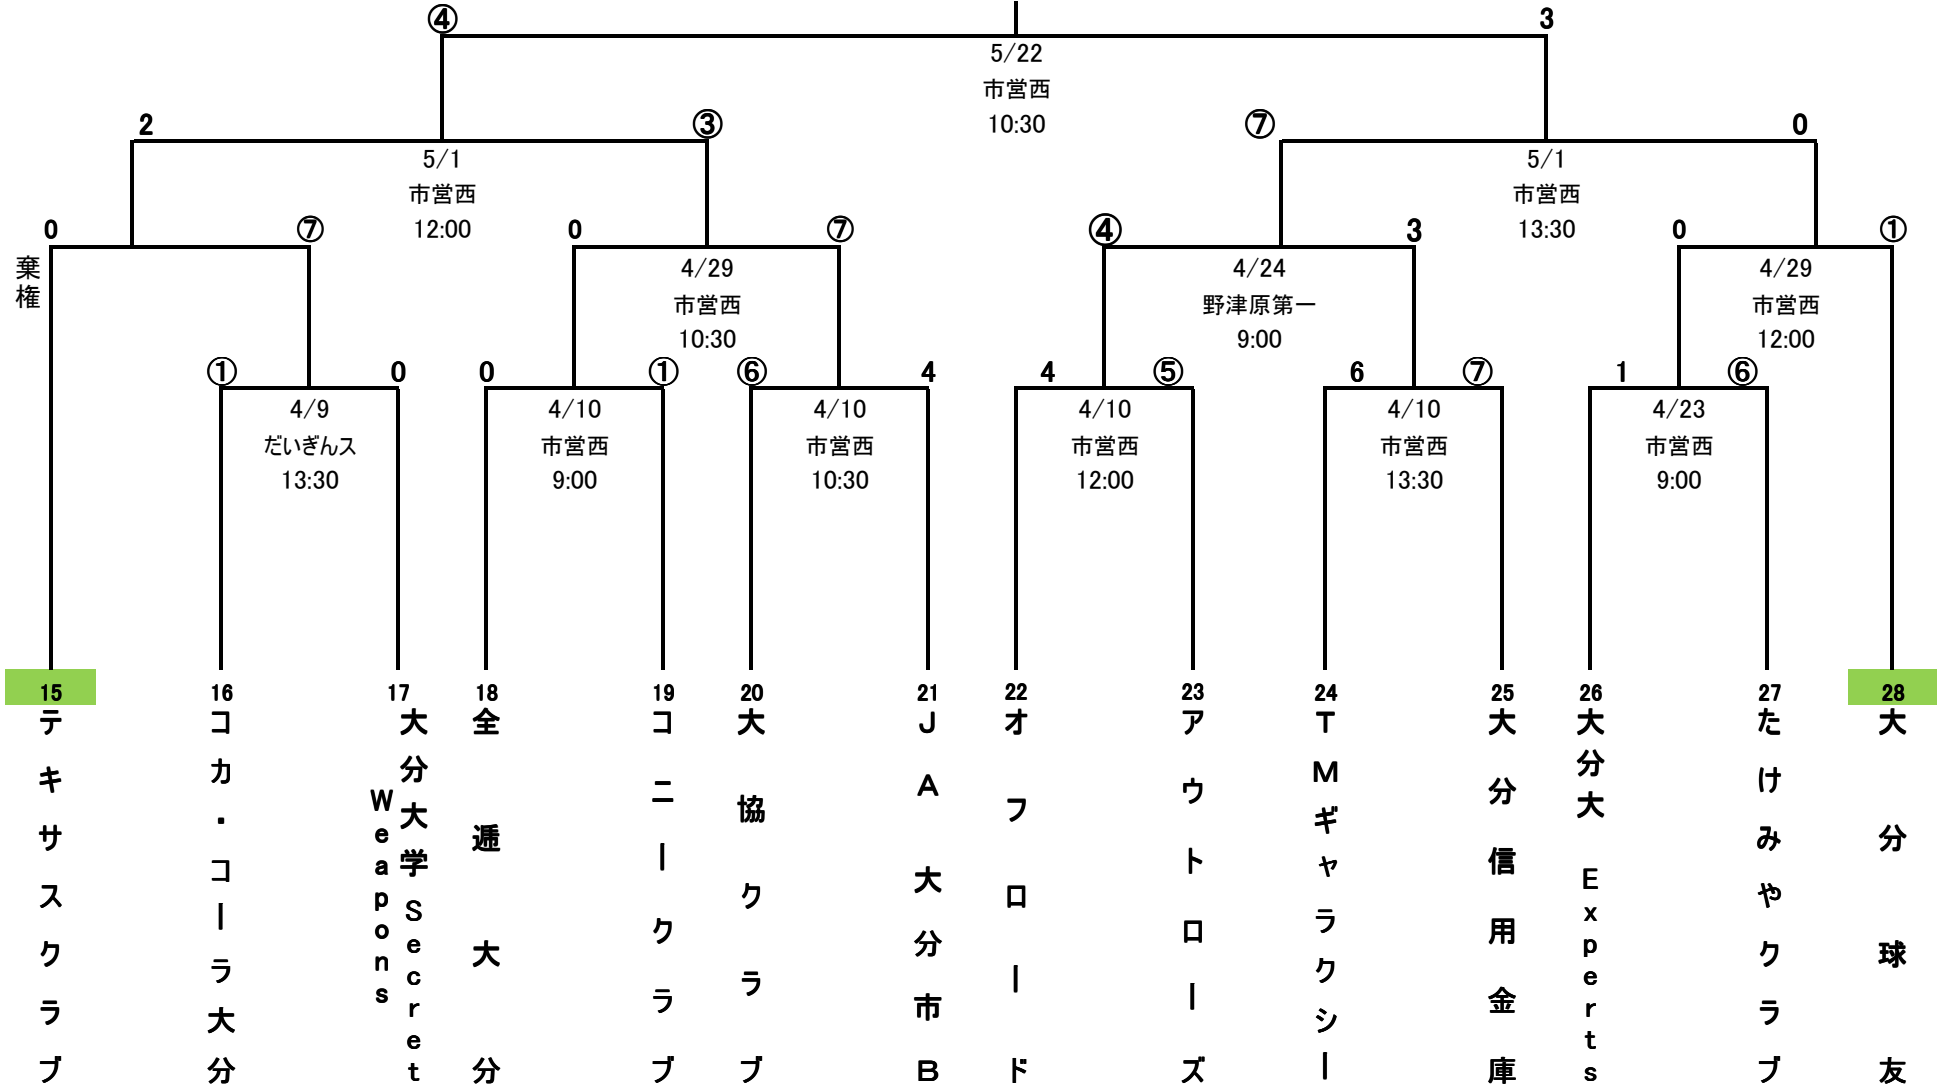 ④ 3
5/22
市営西
10:30
2 ③ ⑦ 0
5/1 5/1
市営西 市営西
12:00 13:30
0 ⑦ 0 ⑦ ④ 3 0 ①
棄権
4/29 4/24 4/29
市営西 野津原第一 市営西
10:30 9:00 12:00
① 0 0 ① ⑥ 4 4 ⑤ 6 ⑦ 1 ⑥
4/9 4/10 4/10 4/10 4/10 4/23
だいぎんス 市営西 市営西 市営西 市営西 市営西
13:30 9:00 10:30 12:00 13:30 9:00
15 16 17 18 19 20 21 22 23 24 25 26 27 28
テキサスクラブ
コカ・コーラ大分
大分大学Secret
Weapons
全逓大分
コニークラブ
大協クラブ
JA大分市B
オフロード
アウトローズ
TMギャラクシー
大分信用金庫
大分大 Experts
たけみやクラブ
大分球友